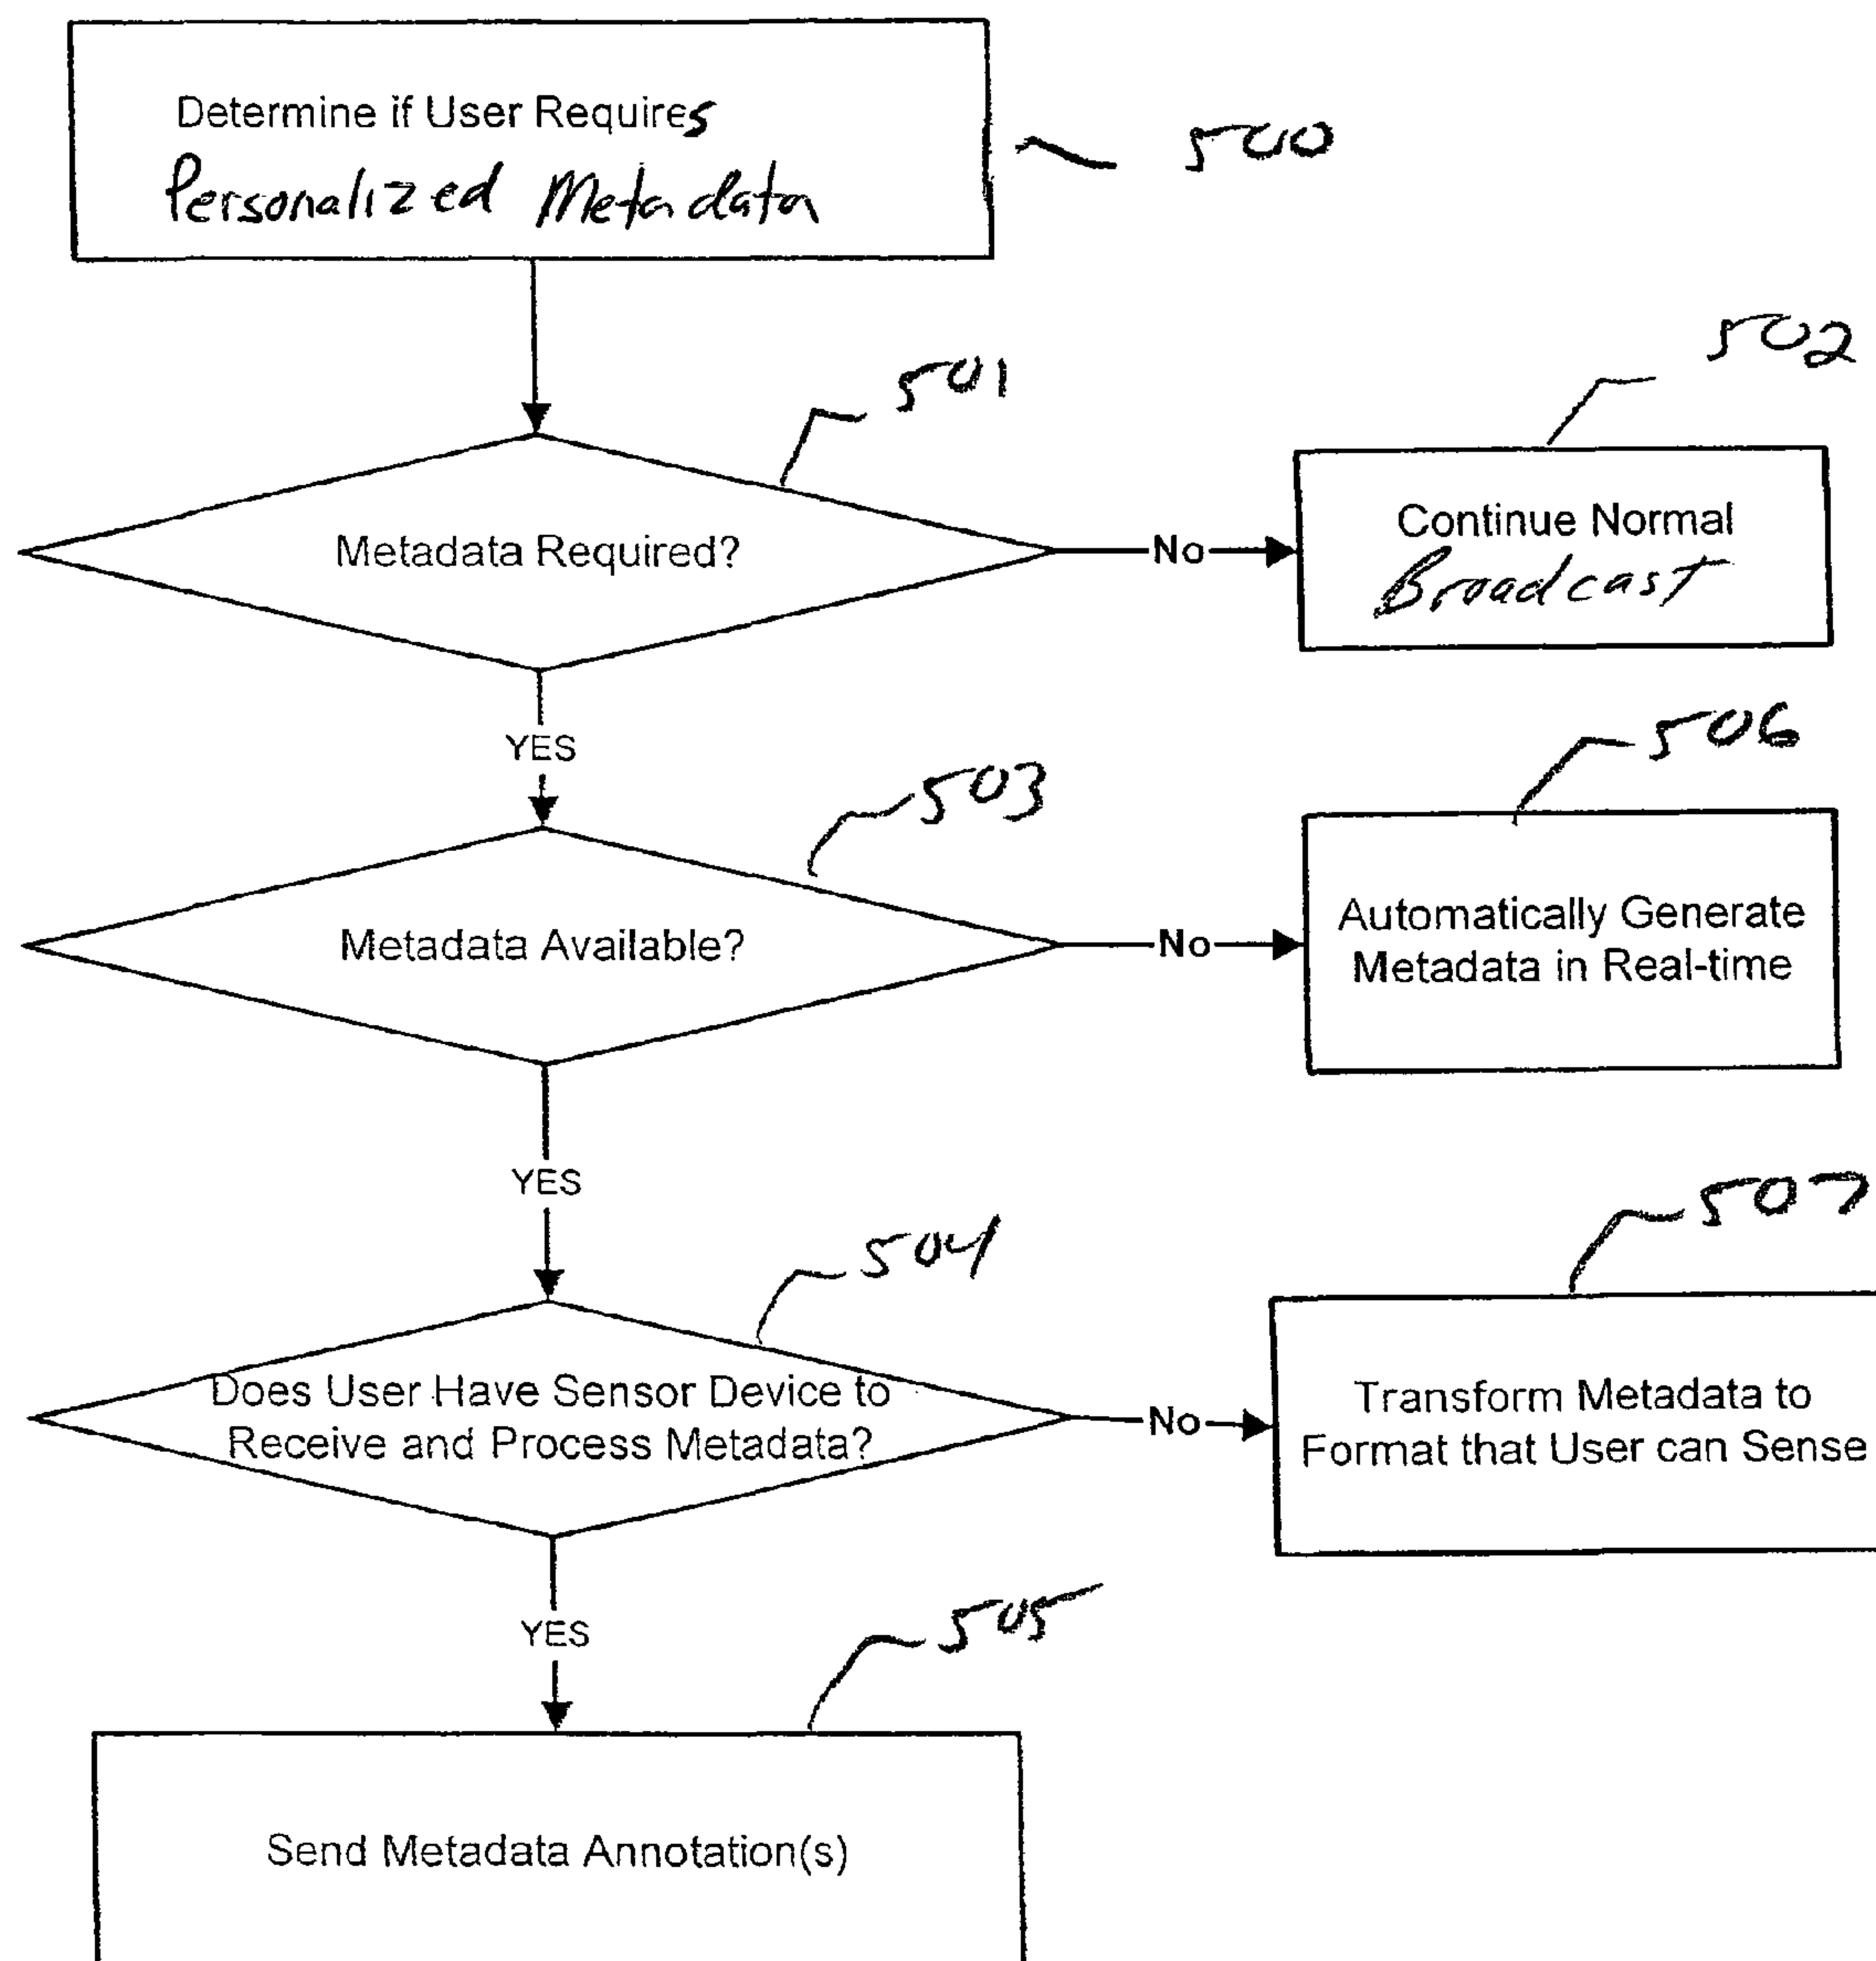 Determine if User Requires
Personalized Metadata
500
501
502
Metadata Required?
No
Continue Normal
Broadcast
YES
503
506
Metadata Available?
No
Automatically Generate
Metadata in Real-time
YES
504
507
Does User Have Sensor Device to
Receive and Process Metadata?
No
Transform Metadata to
Format that User can Sense
YES
505
Send Metadata Annotation(s)